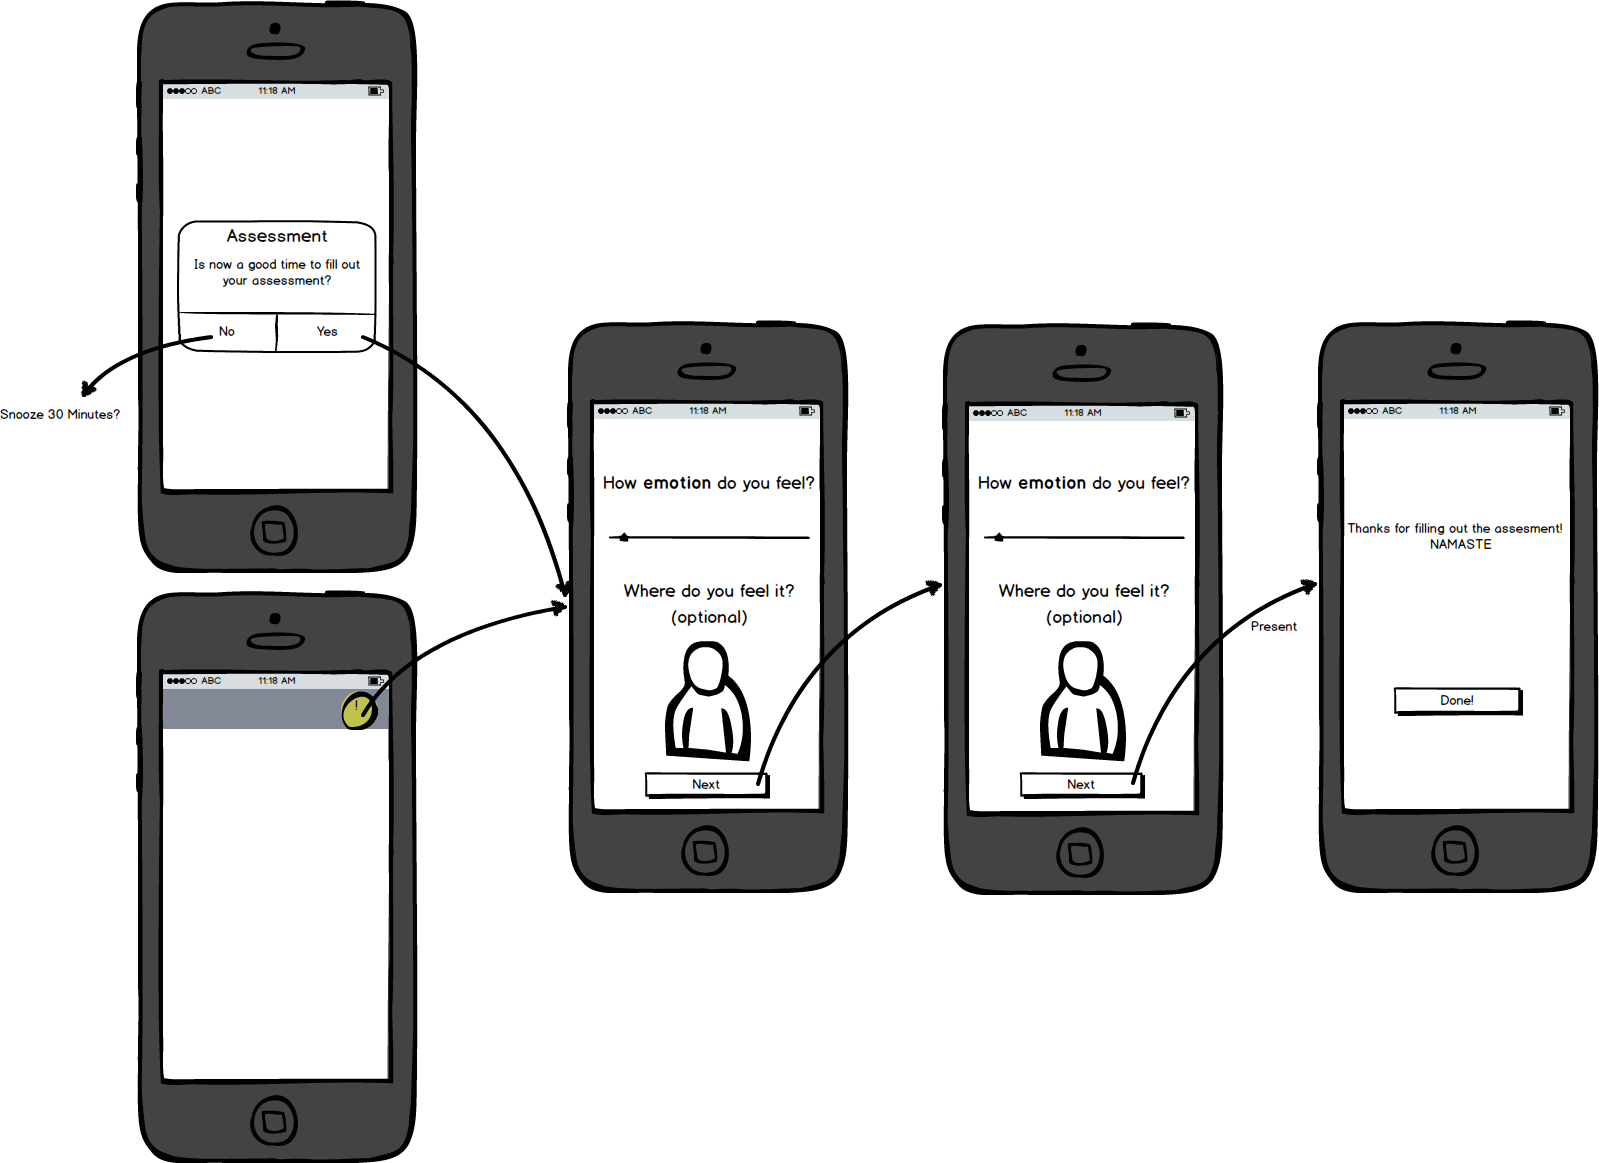 ABC 11:18 AM
Assessment
Is now a good time to fill out
your assessment?
No Yes
Snooze 30 Minutes?
ABC 11:18 AM
!
ABC 11:18 AM
How emotion do you feel?
Where do you feel it?
(optional)
Next
ABC 11:18 AM
How emotion do you feel?
Where do you feel it?
(optional)
Next
Present
ABC 11:18 AM
Thanks for filling out the assesment!
NAMASTE
Done!